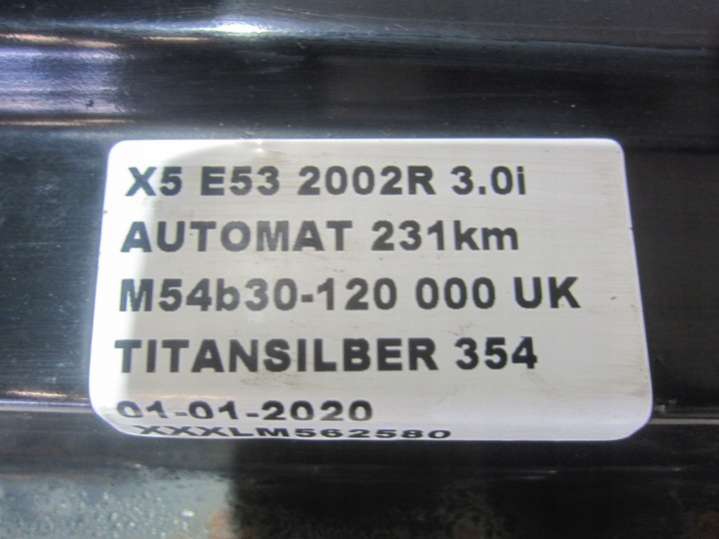 X5 E53 2002R 3.0i
AUTOMAT 231km
M54b30-120 000 UK
TITANSILBER 354
01-01-2020
XXXLM562580